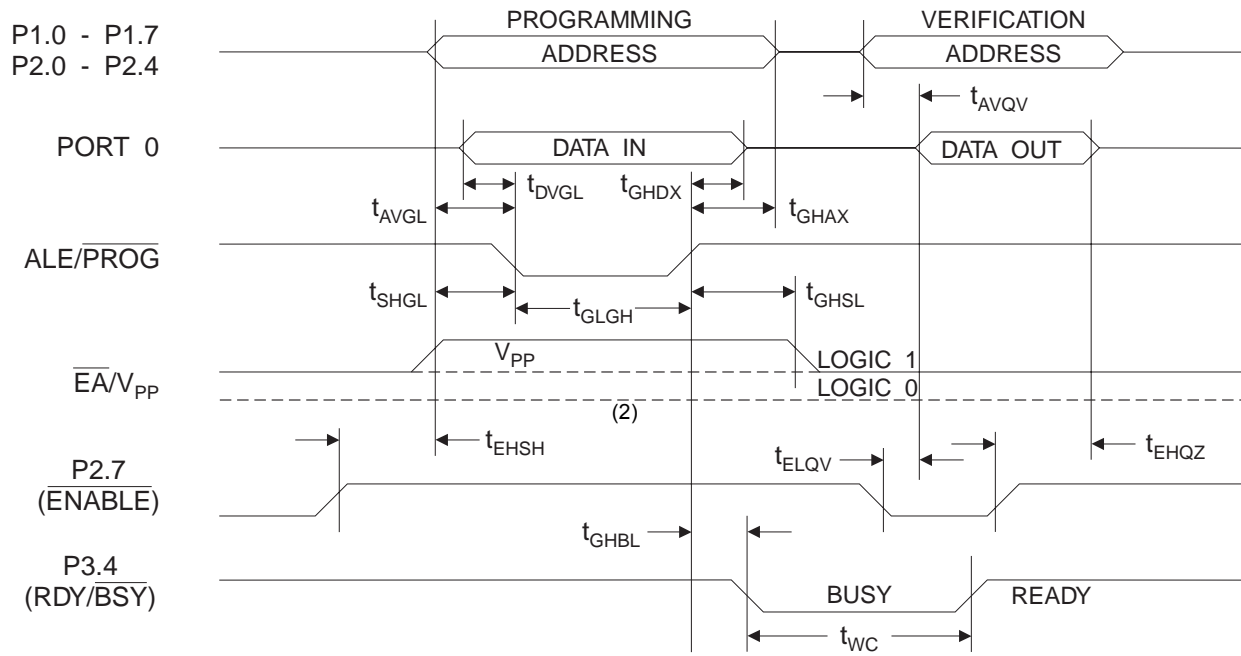 PROGRAMMING
VERIFICATION
P1.0 - P1.7
P2.0 - P2.4
ADDRESS
ADDRESS
tAVQV
PORT 0
DATA IN
DATA OUT
tDVGL
tGHDX
tAVGL
tGHAX
ALE/PROG
tSHGL
tGLGH
tGHSL
VPP
LOGIC 1
EA/VPP
LOGIC 0
(2)
tEHSH
tELQV
tEHQZ
P2.7
(ENABLE)
tGHBL
P3.4
(RDY/BSY)
BUSY
READY
tWC